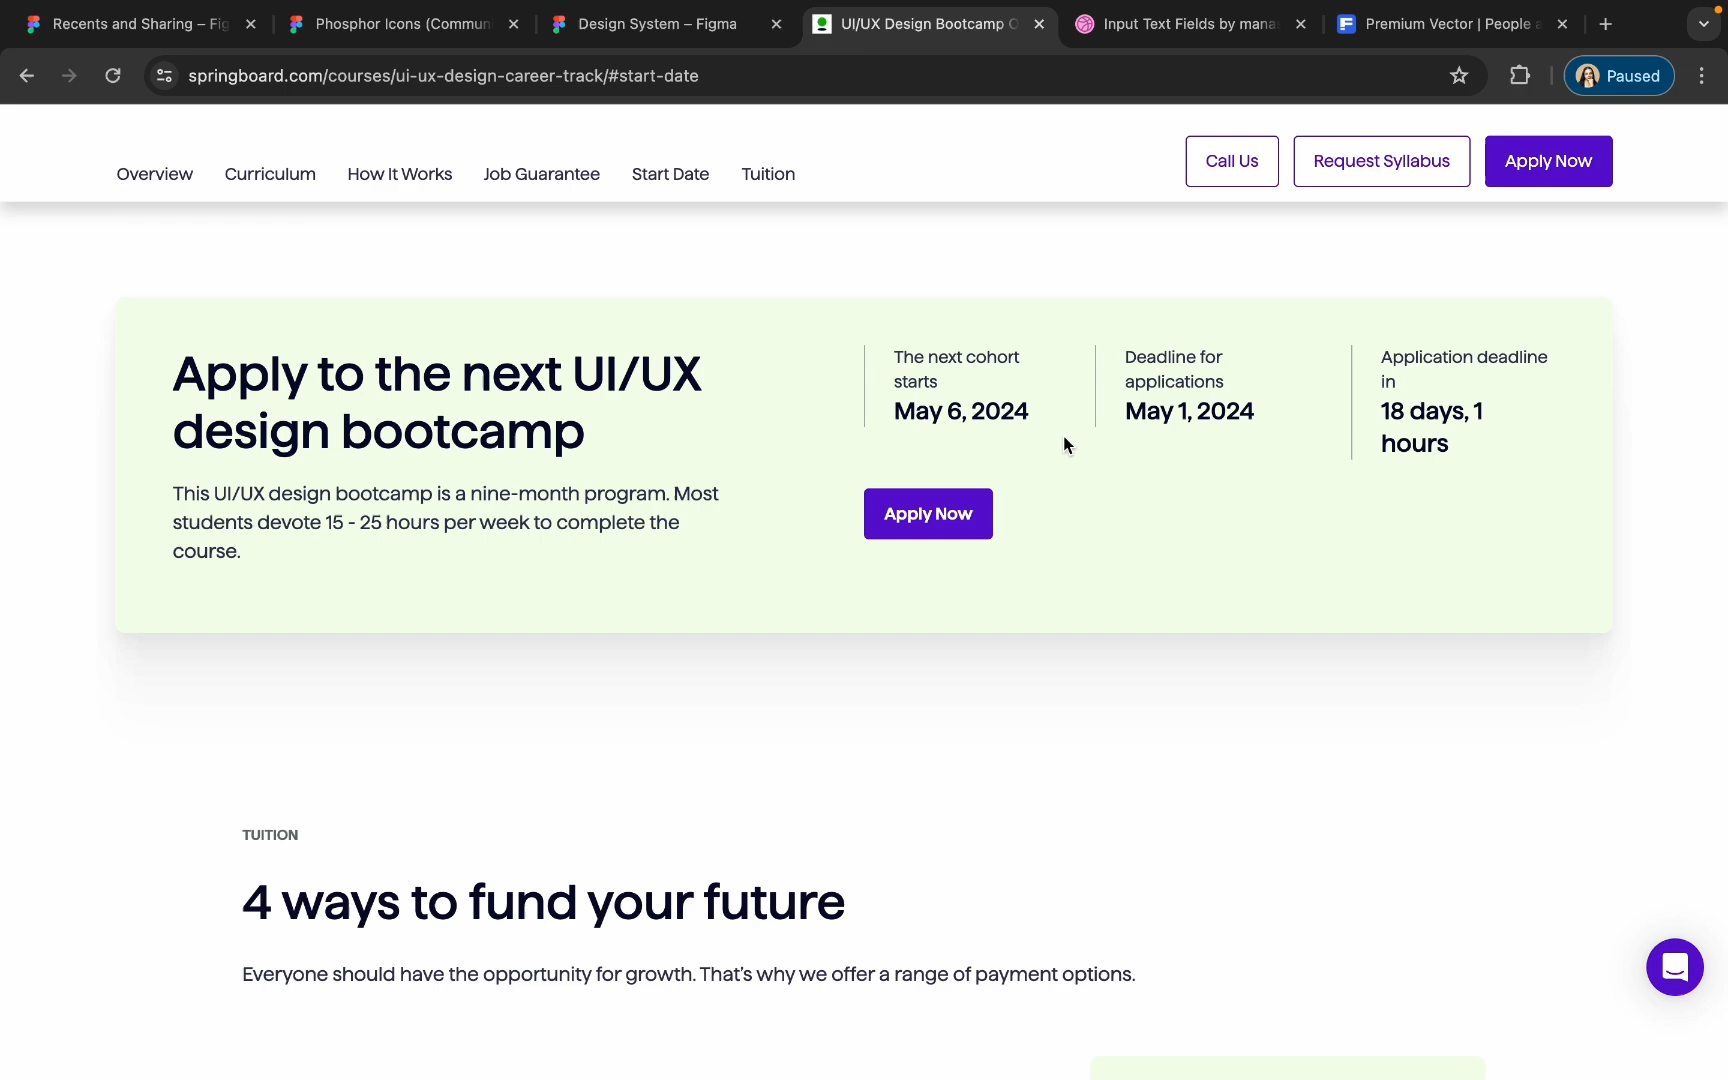 Recents and Sharing – Fig
Phosphor Icons (Commun
Design System – Figma
UI/UX Design Bootcamp O
Input Text Fields by mana
Premium Vector | People a
springboard.com/courses/ui-ux-design-career-track/#start-date
Paused
Overview
Curriculum
How It Works
Job Guarantee
Start Date
Tuition
Call Us
Request Syllabus
Apply Now
Apply to the next UI/UX
design bootcamp
This UI/UX design bootcamp is a nine-month program. Most
students devote 15 - 25 hours per week to complete the
course.
The next cohort
starts
May 6, 2024
Deadline for
applications
May 1, 2024
Application deadline
in
18 days, 1
hours
Apply Now
TUITION
4 ways to fund your future
Everyone should have the opportunity for growth. That's why we offer a range of payment options.